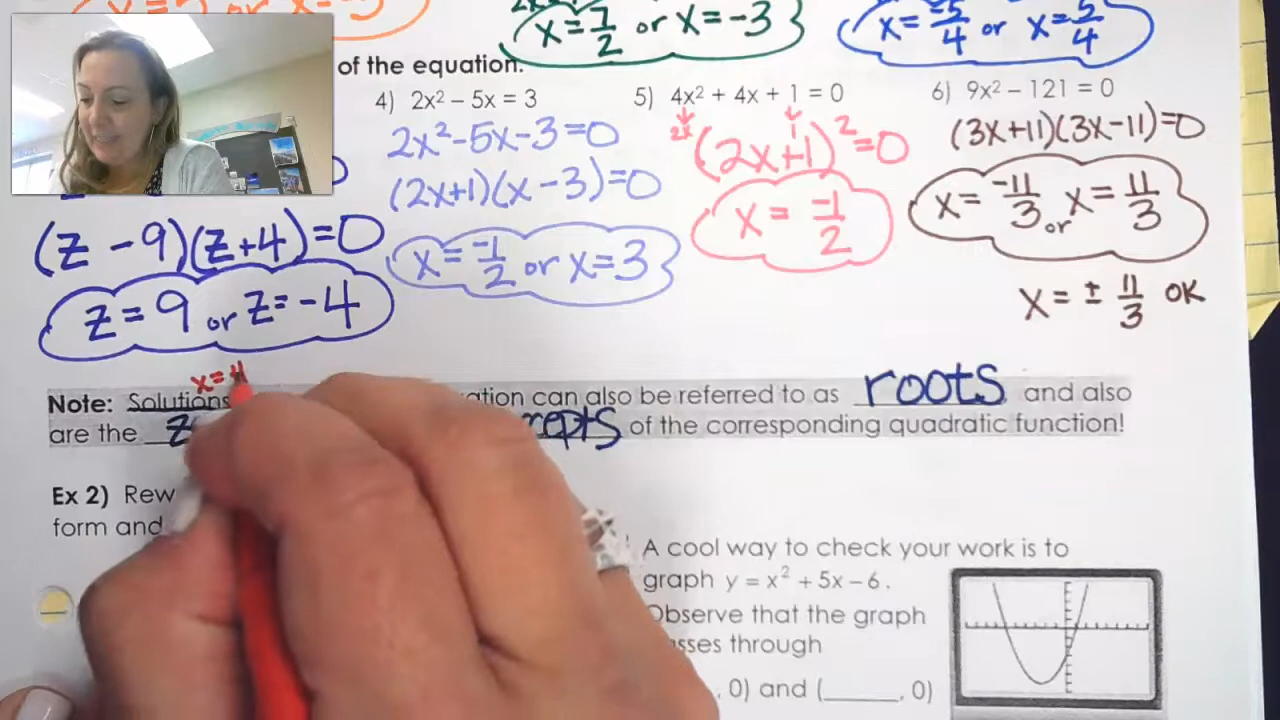 x = 1/2 or x = -3
x = -5/4 or x = 5/4
of the equation.
4) 2x² – 5x = 3
2x² - 5x - 3 = 0
(2x+1)(x - 3) = 0
x = -1/2 or x = 3
5) 4x² + 4x + 1 = 0
2x 1
(2x+1)² = 0
x = -1/2
6) 9x² – 121 = 0
(3x+11)(3x-11) = 0
x = -11/3 or x = 11/3
x = ± 11/3 OK
(z - 9)(z + 4) = 0
z = 9 or z = -4
x =
Note: Solutions can also be referred to as roots and also
are the of the corresponding quadratic function!
Ex 2)
form and
A cool way to check your work is to
graph y = x² + 5x – 6.
Observe that the graph
through
, 0) and (______, 0)